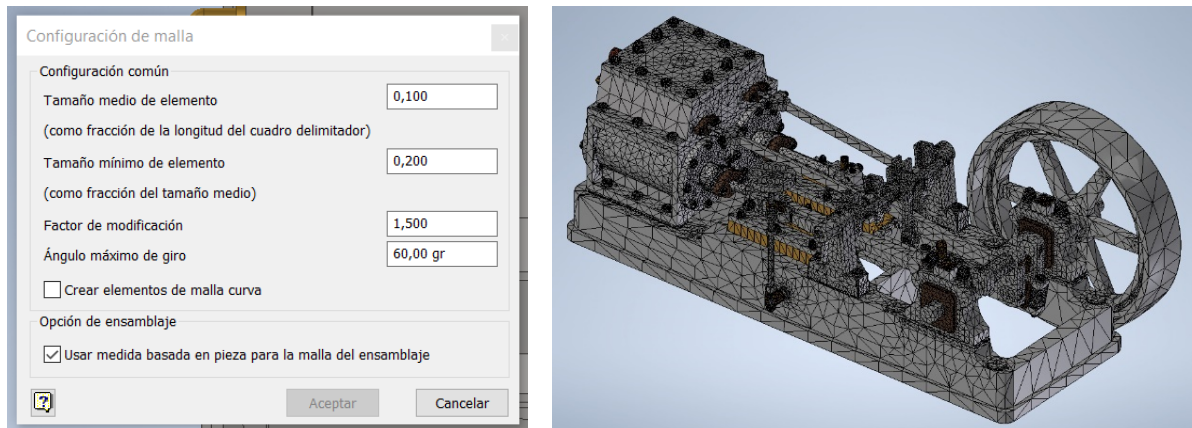 Configuración de malla
Configuración común
Tamaño medio de elemento 0,100
(como fracción de la longitud del cuadro delimitador)
Tamaño mínimo de elemento 0,200
(como fracción del tamaño medio)
Factor de modificación 1,500
Ángulo máximo de giro 60,00 gr
Crear elementos de malla curva
Opción de ensamblaje
Usar medida basada en pieza para la malla del ensamblaje
Aceptar Cancelar